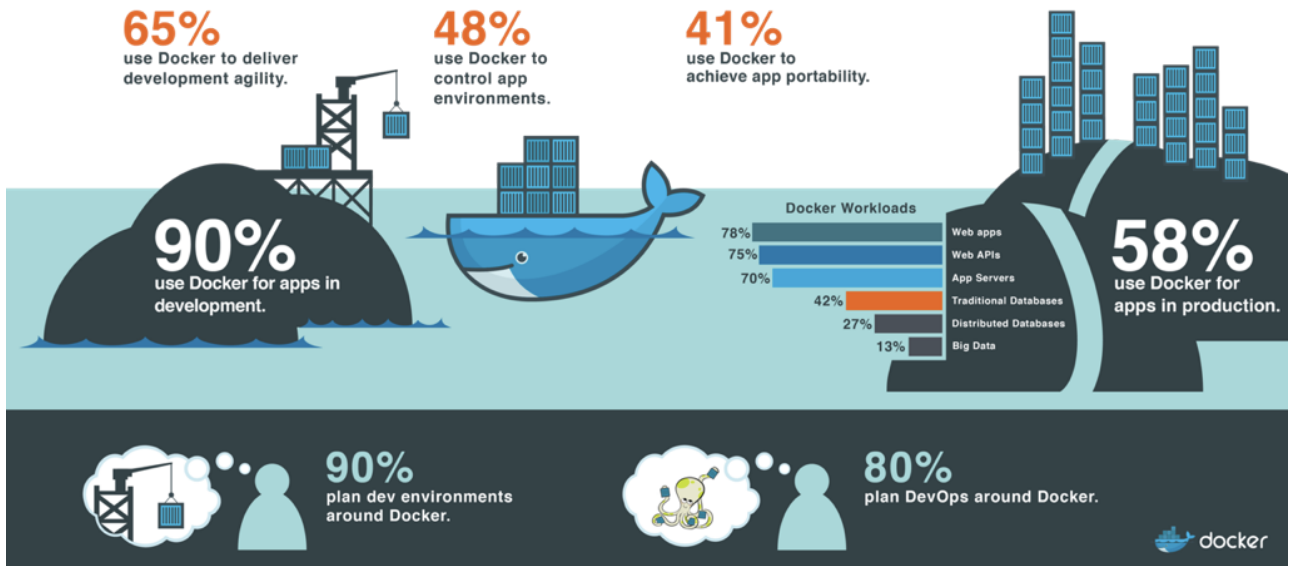 65%
use Docker to deliver
development agility.
48%
use Docker to
control app
environments.
41%
use Docker to
achieve app portability.
90%
use Docker for apps in
development.
Docker Workloads
78% Web apps
75% Web APIs
70% App Servers
42% Traditional Databases
27% Distributed Databases
13% Big Data
58%
use Docker for
apps in production.
90%
plan dev environments
around Docker.
80%
plan DevOps around Docker.
docker